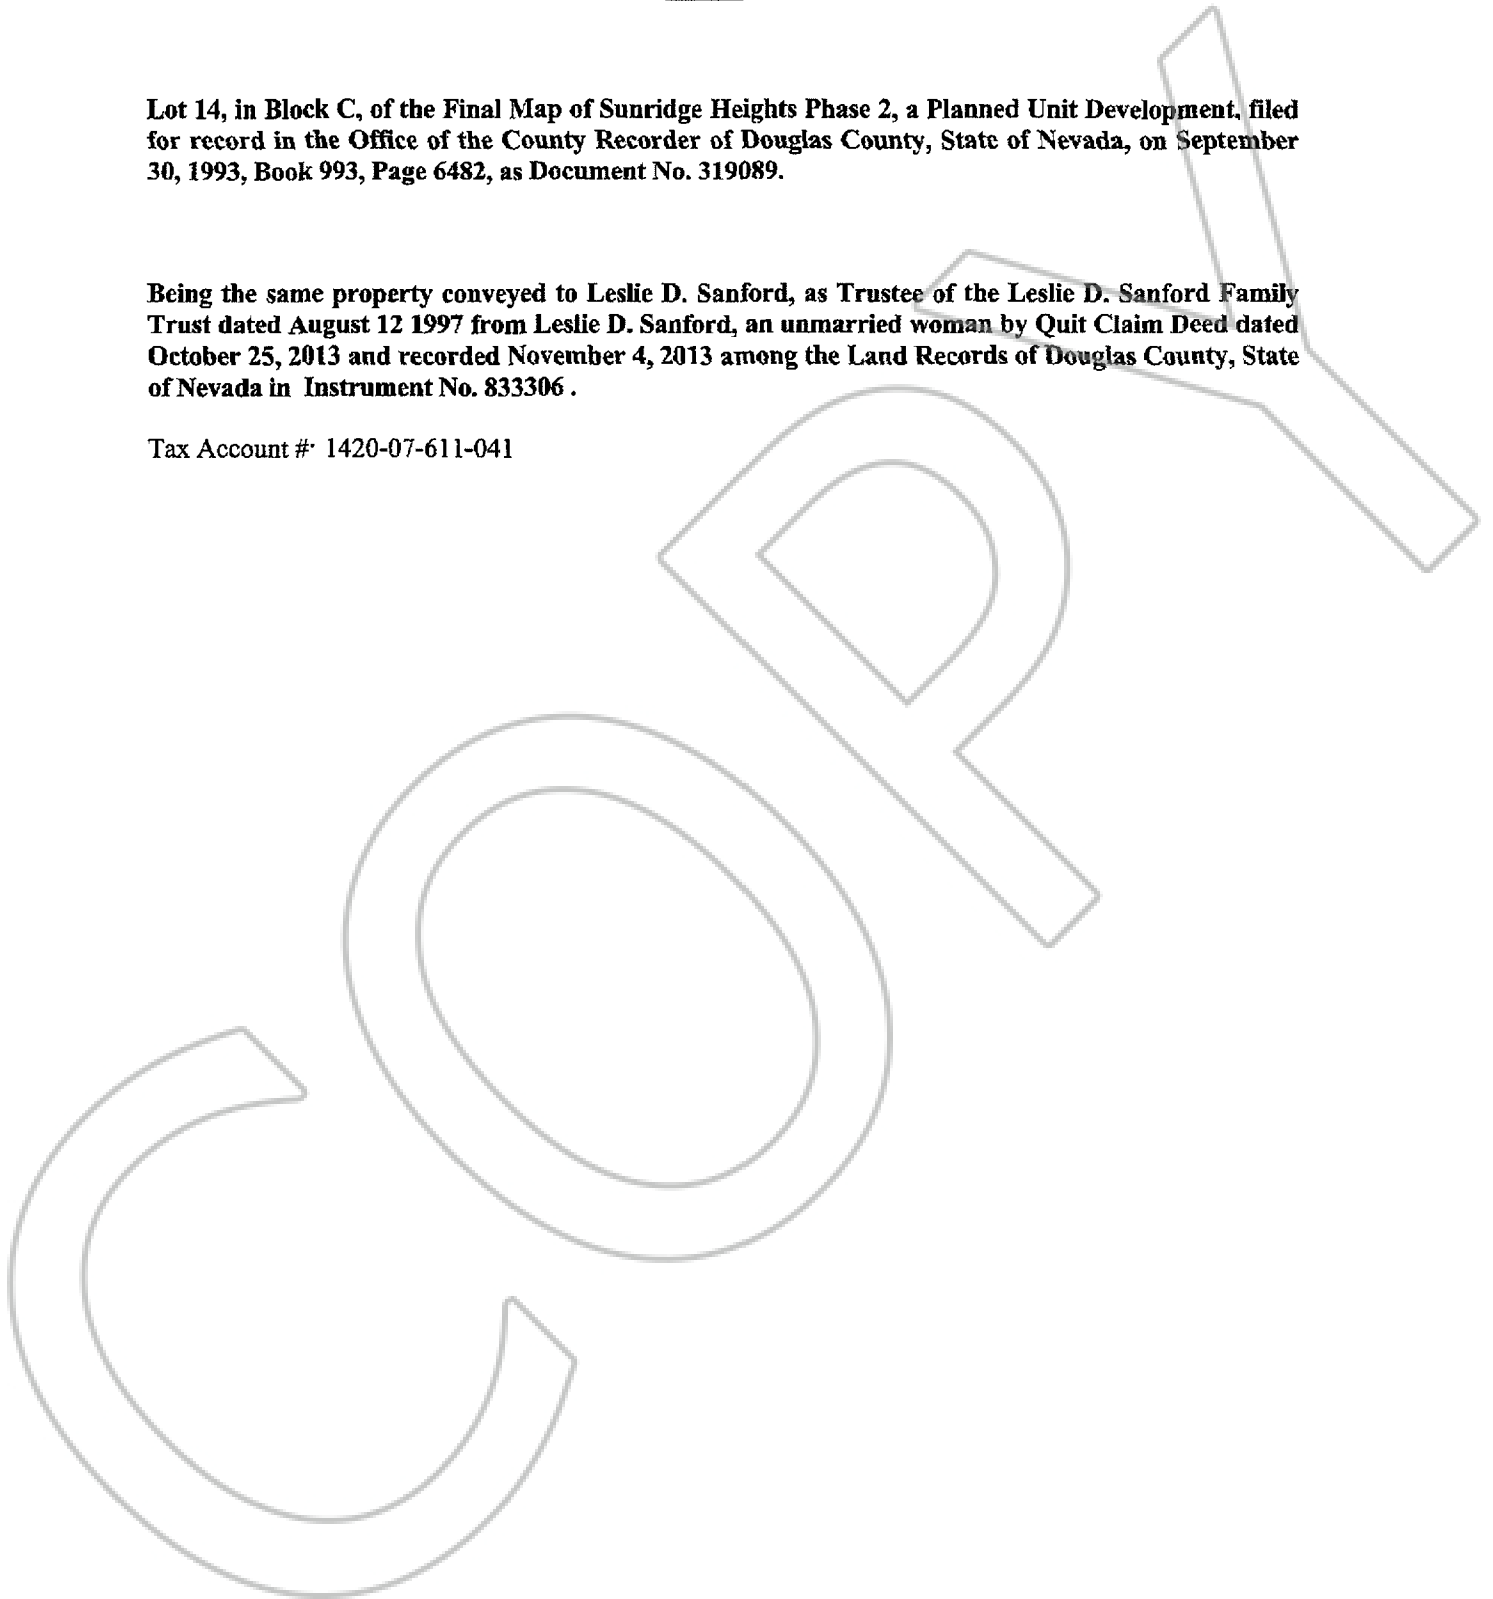 Lot 14, in Block C, of the Final Map of Sunridge Heights Phase 2, a Planned Unit Development, filed
for record in the Office of the County Recorder of Douglas County, State of Nevada, on September
30, 1993, Book 993, Page 6482, as Document No. 319089.
Being the same property conveyed to Leslie D. Sanford, as Trustee of the Leslie D. Sanford Family
Trust dated August 12 1997 from Leslie D. Sanford, an unmarried woman by Quit Claim Deed dated
October 25, 2013 and recorded November 4, 2013 among the Land Records of Douglas County, State
of Nevada in Instrument No. 833306 .
Tax Account #: 1420-07-611-041
COPY